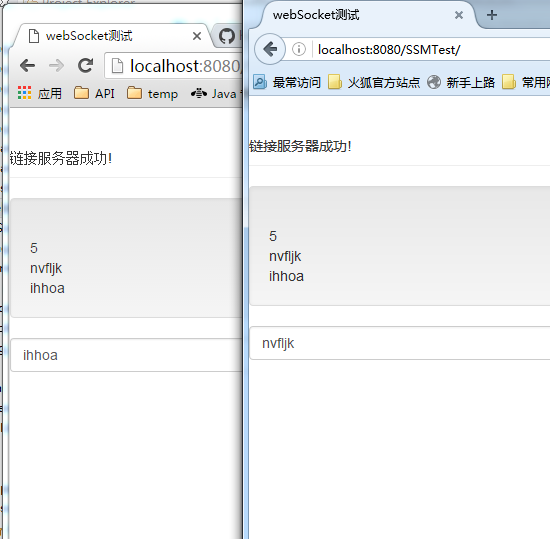 webSocket测试
localhost:8080/
应用 API temp Java
链接服务器成功!
5
nvfljk
ihhoa
ihhoa
webSocket测试
localhost:8080/SSMTest/
最常访问 火狐官方站点 新手上路 常用
链接服务器成功!
5
nvfljk
ihhoa
nvfljk